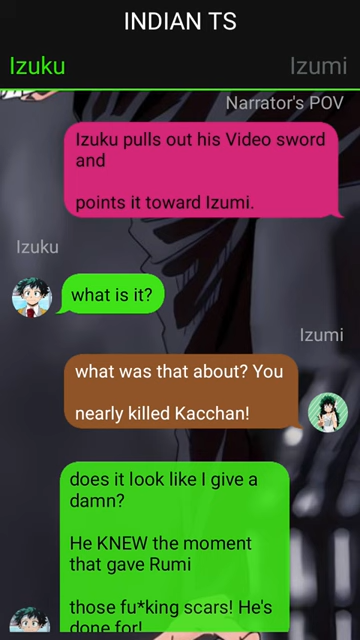 INDIAN TS
Izuku Izumi
Narrator's POV
Izuku pulls out his Video sword
and
points it toward Izumi.
Izuku
what is it?
Izumi
what was that about? You
nearly killed Kacchan!
does it look like I give a
damn?
He KNEW the moment
that gave Rumi
those fu*king scars! He's
done for!